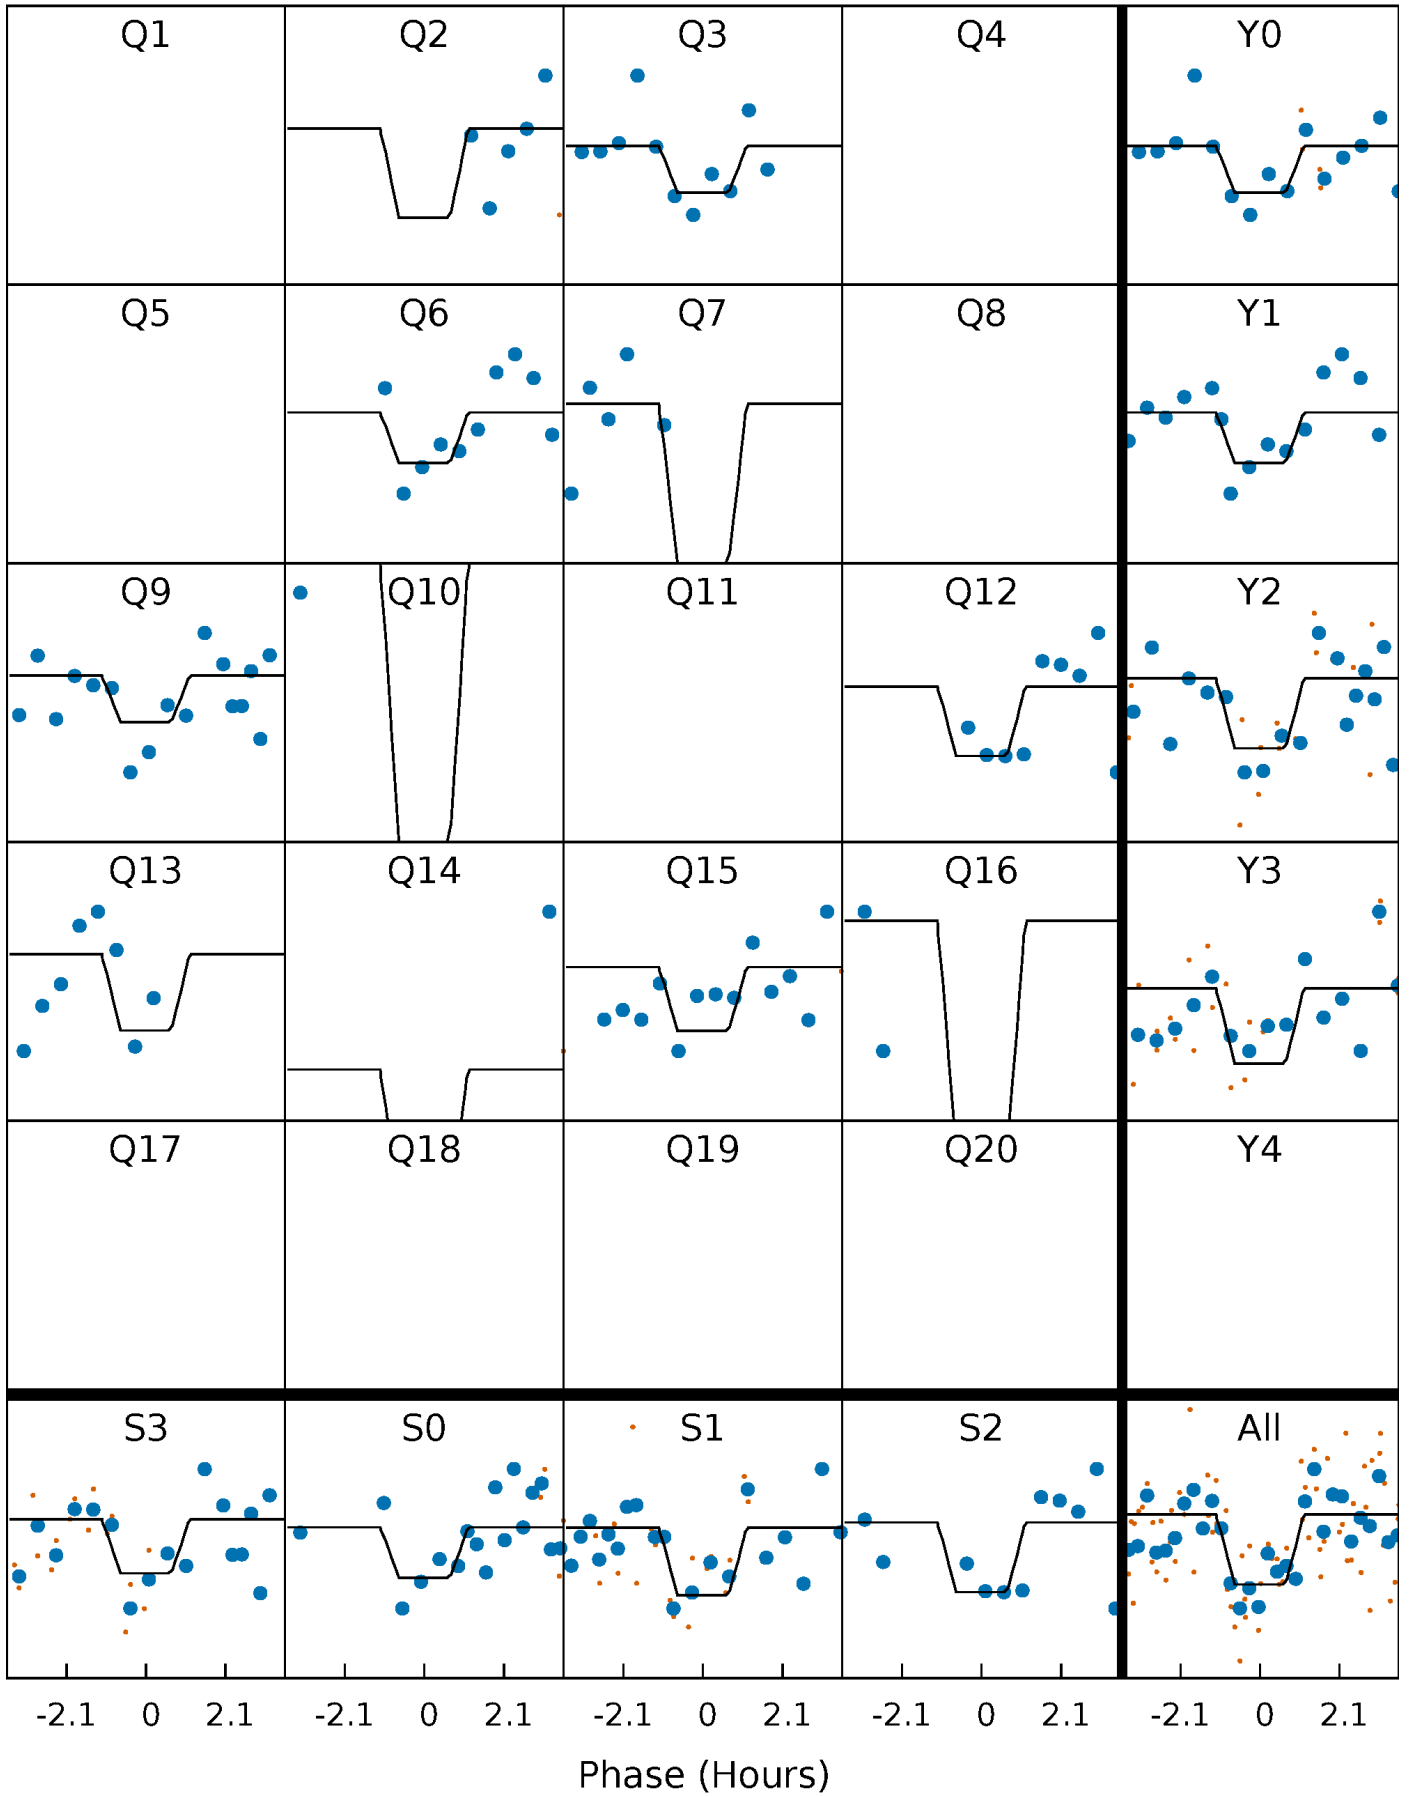 Q1 Q2 Q3 Q4 Y0
Q5 Q6 Q7 Q8 Y1
Q9 Q10 Q11 Q12 Y2
Q13 Q14 Q15 Q16 Y3
Q17 Q18 Q19 Q20 Y4
S3 S0 S1 S2 All
-2.1 0 2.1 -2.1 0 2.1 -2.1 0 2.1 -2.1 0 2.1 -2.1 0 2.1
Phase (Hours)